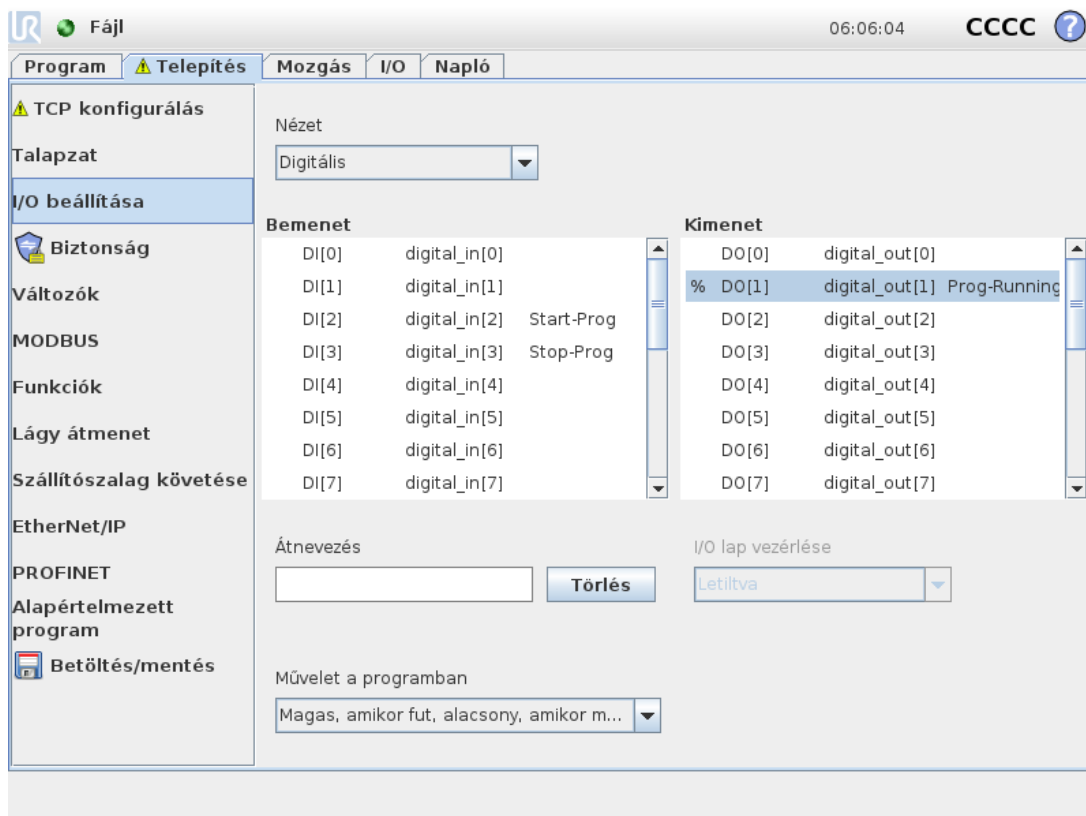 UR Fájl 06:06:04 CCCC ?
Program Telepítés Mozgás I/O Napló
TCP konfigurálás
Talapzat
I/O beállítása
Biztonság
Változók
MODBUS
Funkciók
Lágy átmenet
Szállítószalag követése
EtherNet/IP
PROFINET
Alapértelmezett
program
Betöltés/mentés
Nézet
Digitális
Bemenet
DI[0] digital_in[0]
DI[1] digital_in[1]
DI[2] digital_in[2] Start-Prog
DI[3] digital_in[3] Stop-Prog
DI[4] digital_in[4]
DI[5] digital_in[5]
DI[6] digital_in[6]
DI[7] digital_in[7]
Kimenet
DO[0] digital_out[0]
% DO[1] digital_out[1] Prog-Running
DO[2] digital_out[2]
DO[3] digital_out[3]
DO[4] digital_out[4]
DO[5] digital_out[5]
DO[6] digital_out[6]
DO[7] digital_out[7]
Átnevezés
Törlés
I/O lap vezérlése
Letiltva
Művelet a programban
Magas, amikor fut, alacsony, amikor m...